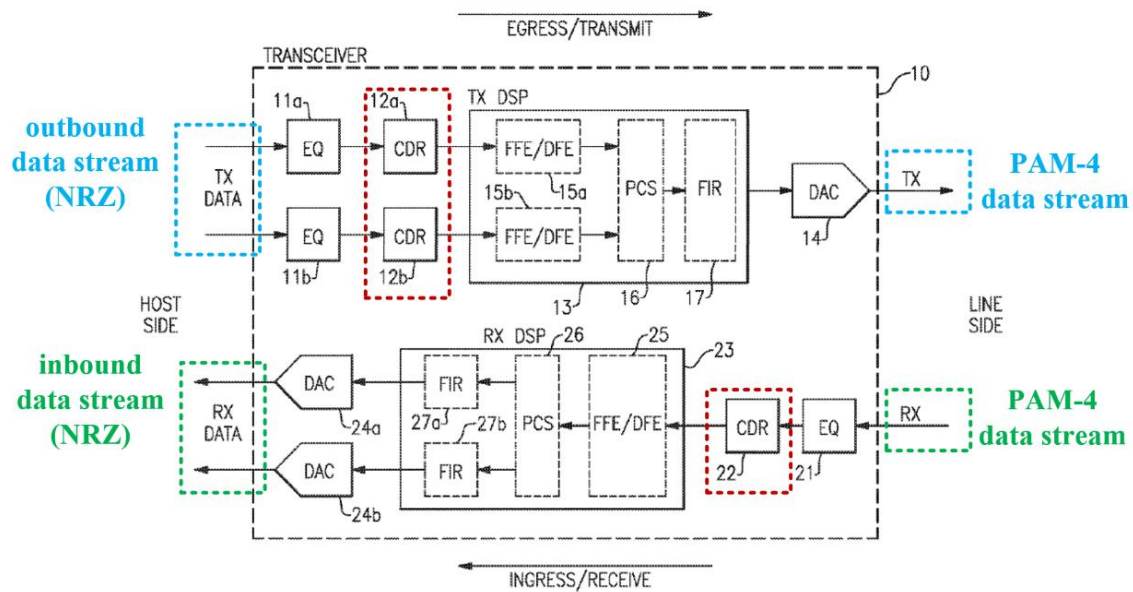 EGRESS/TRANSMIT
TRANSCEIVER
10
outbound
data stream
(NRZ)
TX DATA
11a
EQ
12a
CDR
TX DSP
FFE/DFE
15a
15b
FFE/DFE
PCS
FIR
DAC
14
TX
PAM-4
data stream
11b
EQ
12b
CDR
13
16
17
HOST
SIDE
LINE
SIDE
inbound
data stream
(NRZ)
RX DATA
DAC
24a
DAC
24b
RX DSP
26
25
23
FIR
27a
27b
FIR
PCS
FFE/DFE
CDR
22
EQ
21
RX
PAM-4
data stream
INGRESS/RECEIVE